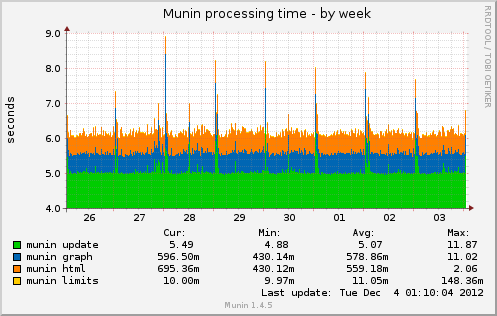 Munin processing time - by week
RRDTOOL / TOBI OETIKER
seconds
9.0
8.0
7.0
6.0
5.0
4.0
26 27 28 29 30 01 02 03
Cur: Min: Avg: Max:
munin update 5.49 4.88 5.07 11.87
munin graph 596.50m 430.14m 578.86m 11.02
munin html 695.36m 430.12m 559.18m 2.06
munin limits 10.00m 9.97m 11.05m 148.36m
Last update: Tue Dec 4 01:10:04 2012
Munin 1.4.5